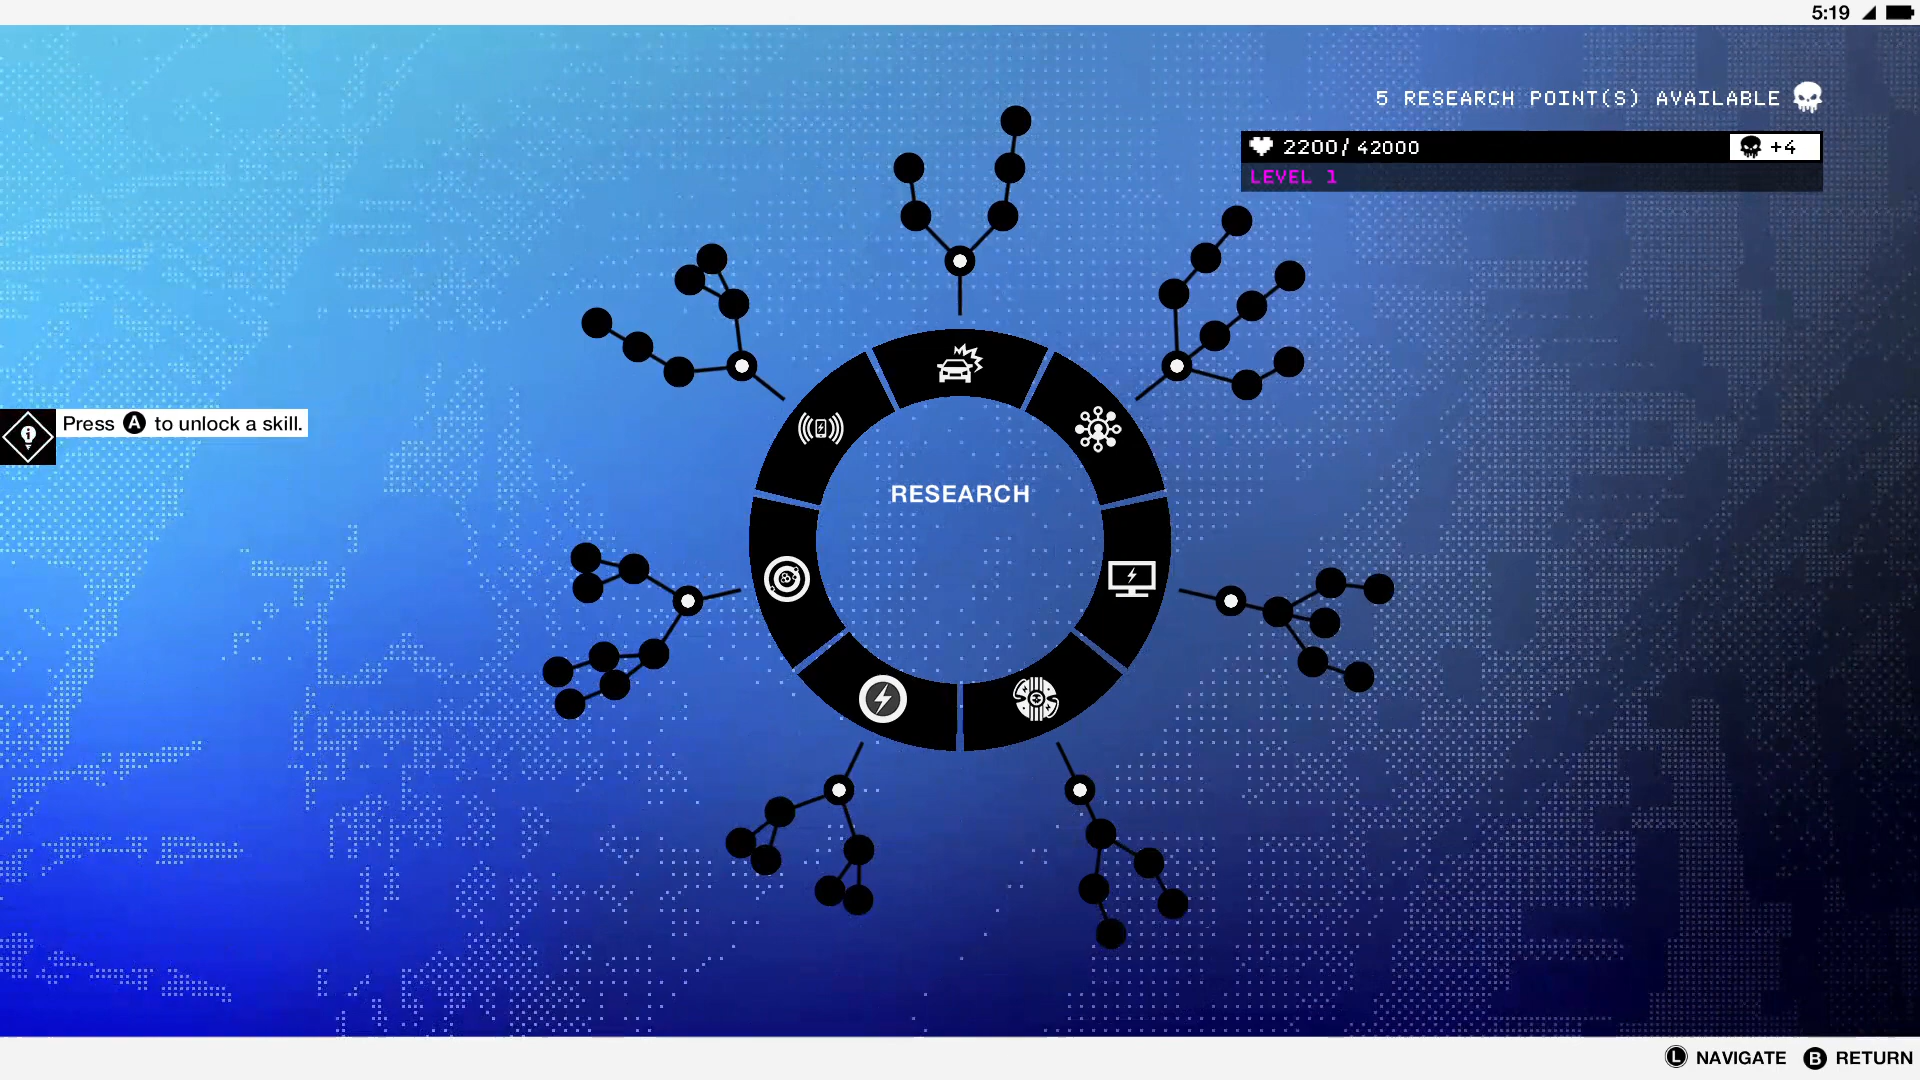 5:19
5 RESEARCH POINT(S) AVAILABLE
2200/ 42000
+4
LEVEL 1
Press A to unlock a skill.
RESEARCH
L NAVIGATE B RETURN